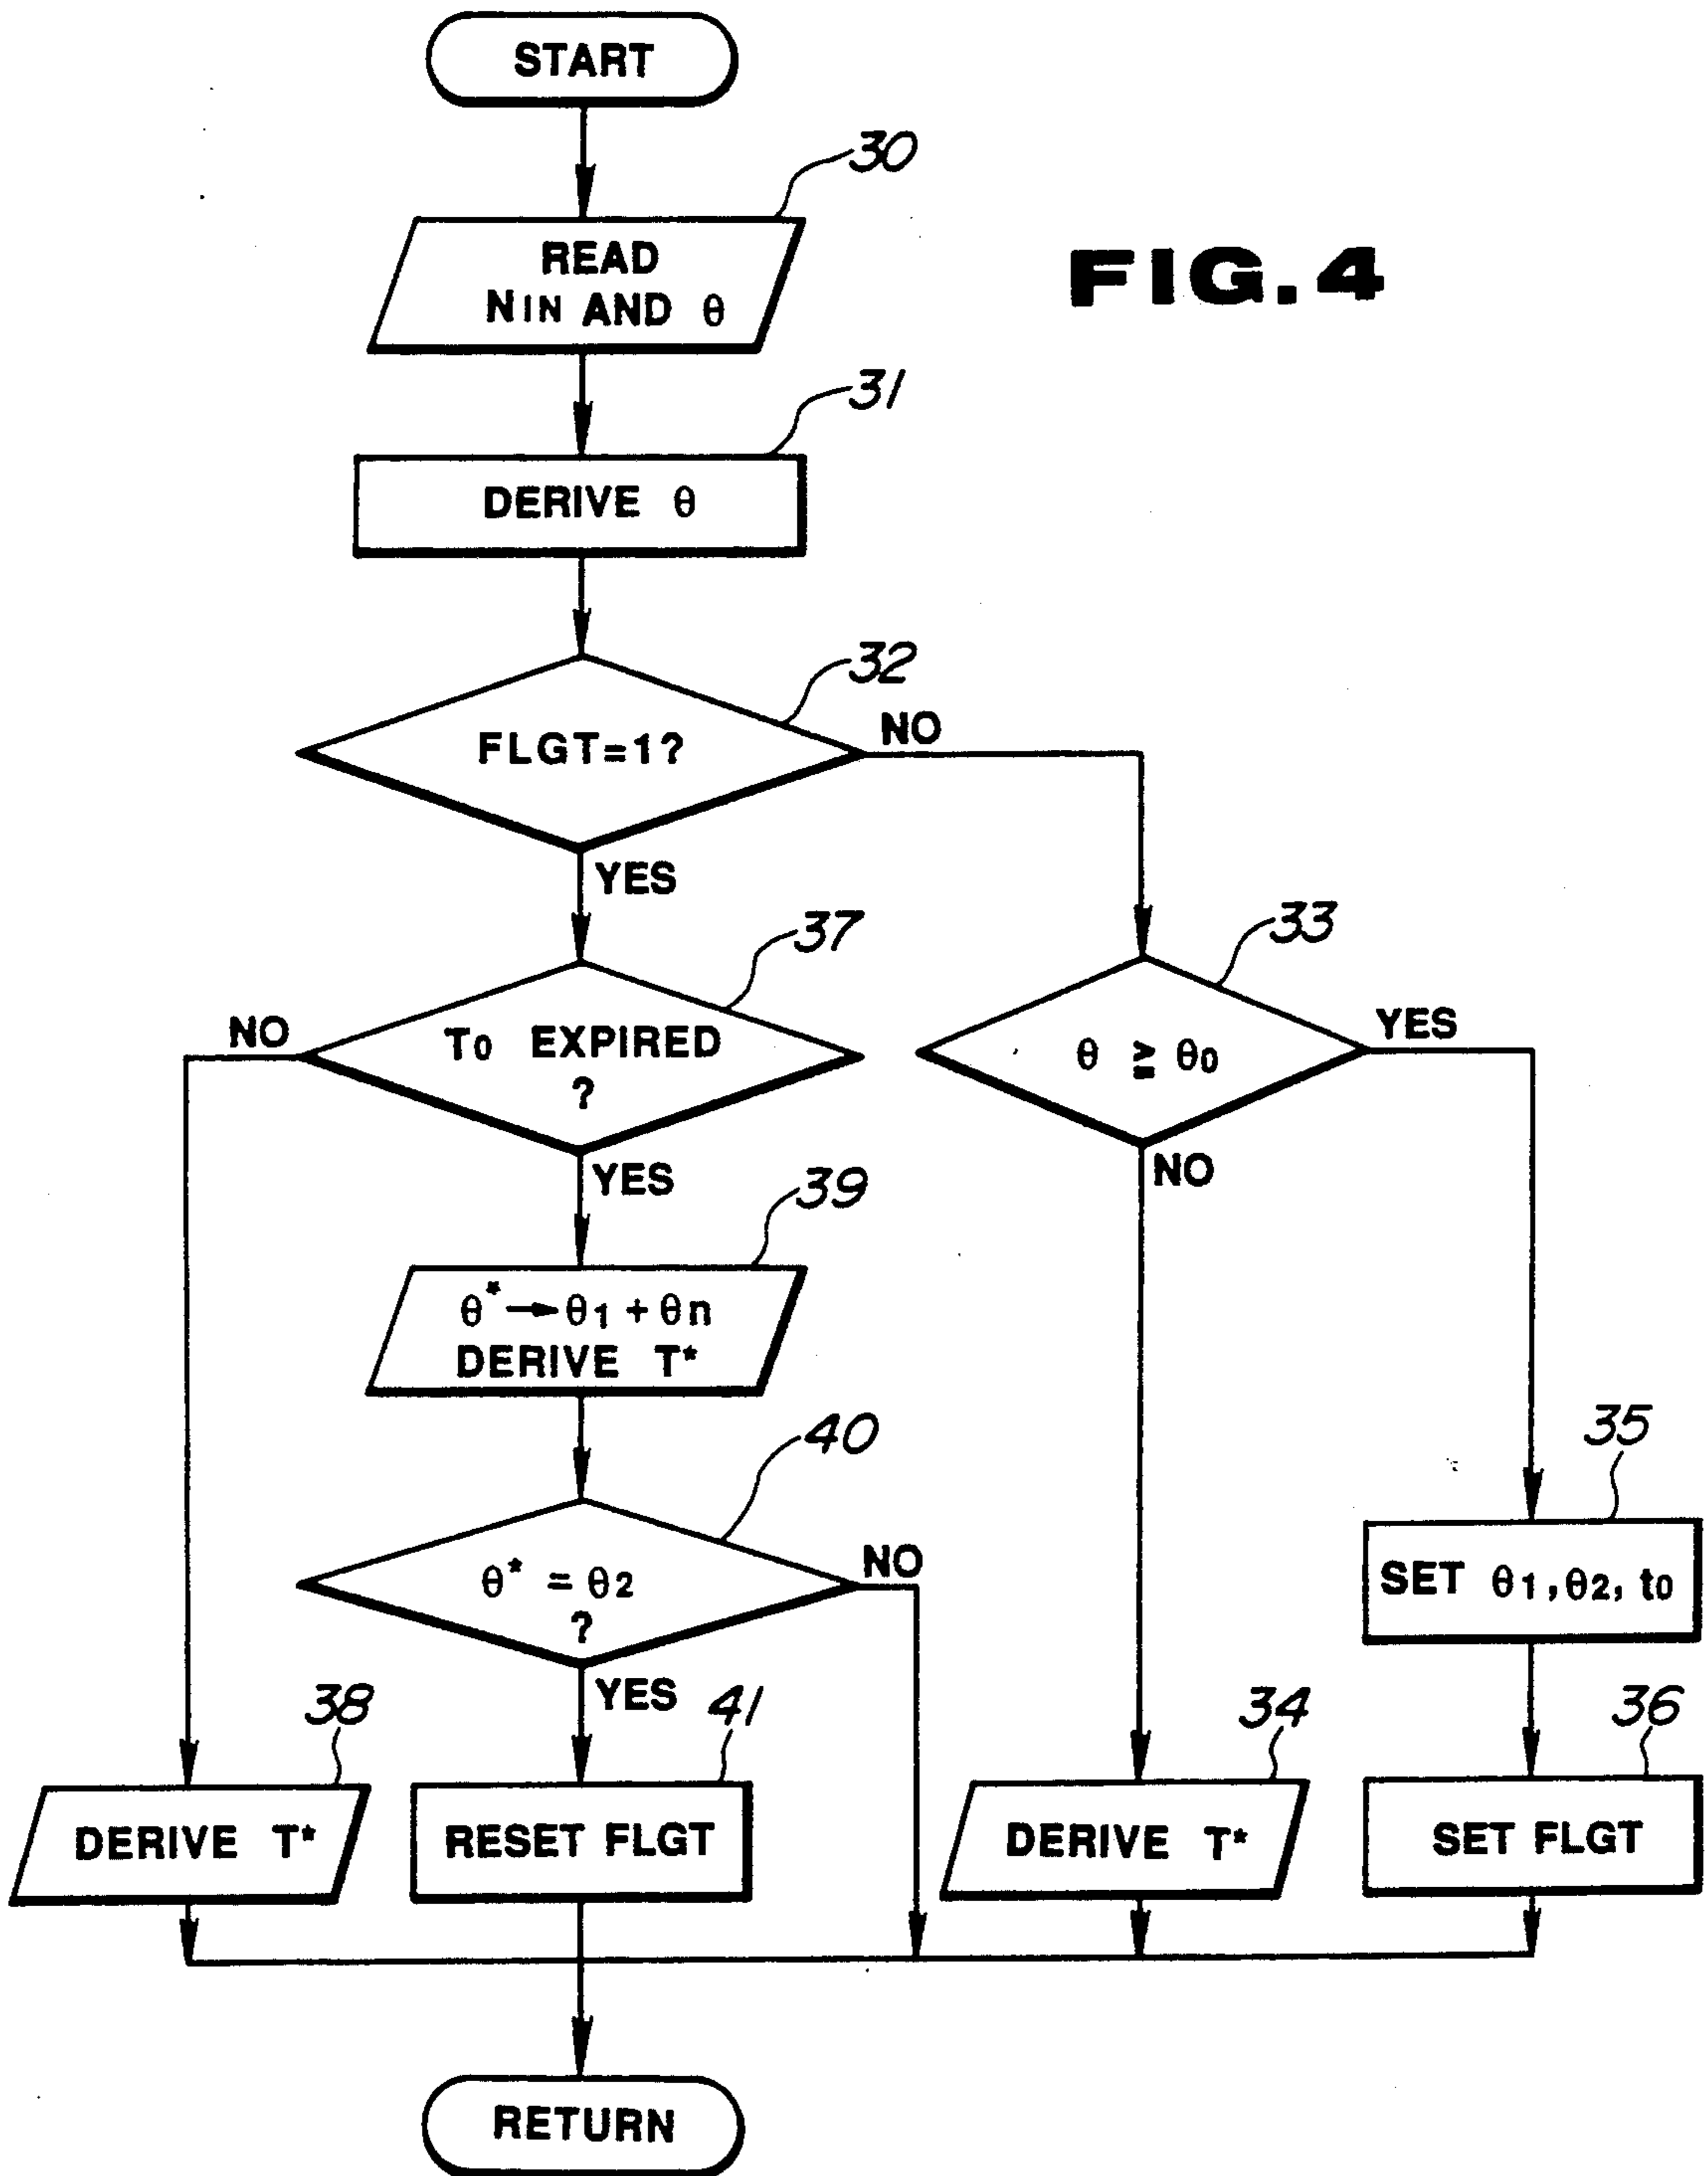 START
30
READ
NIN AND θ
FIG. 4
31
DERIVE θ
32
FLGT=1?
NO
YES
37
33
NO
T0 EXPIRED
?
θ ≧ θ0
YES
YES
NO
39
θ* → θ1 + θn
DERIVE T*
40
35
θ* = θ2
?
NO
SET θ1, θ2, t0
YES
38
41
34
36
DERIVE T*
RESET FLGT
DERIVE T*
SET FLGT
RETURN